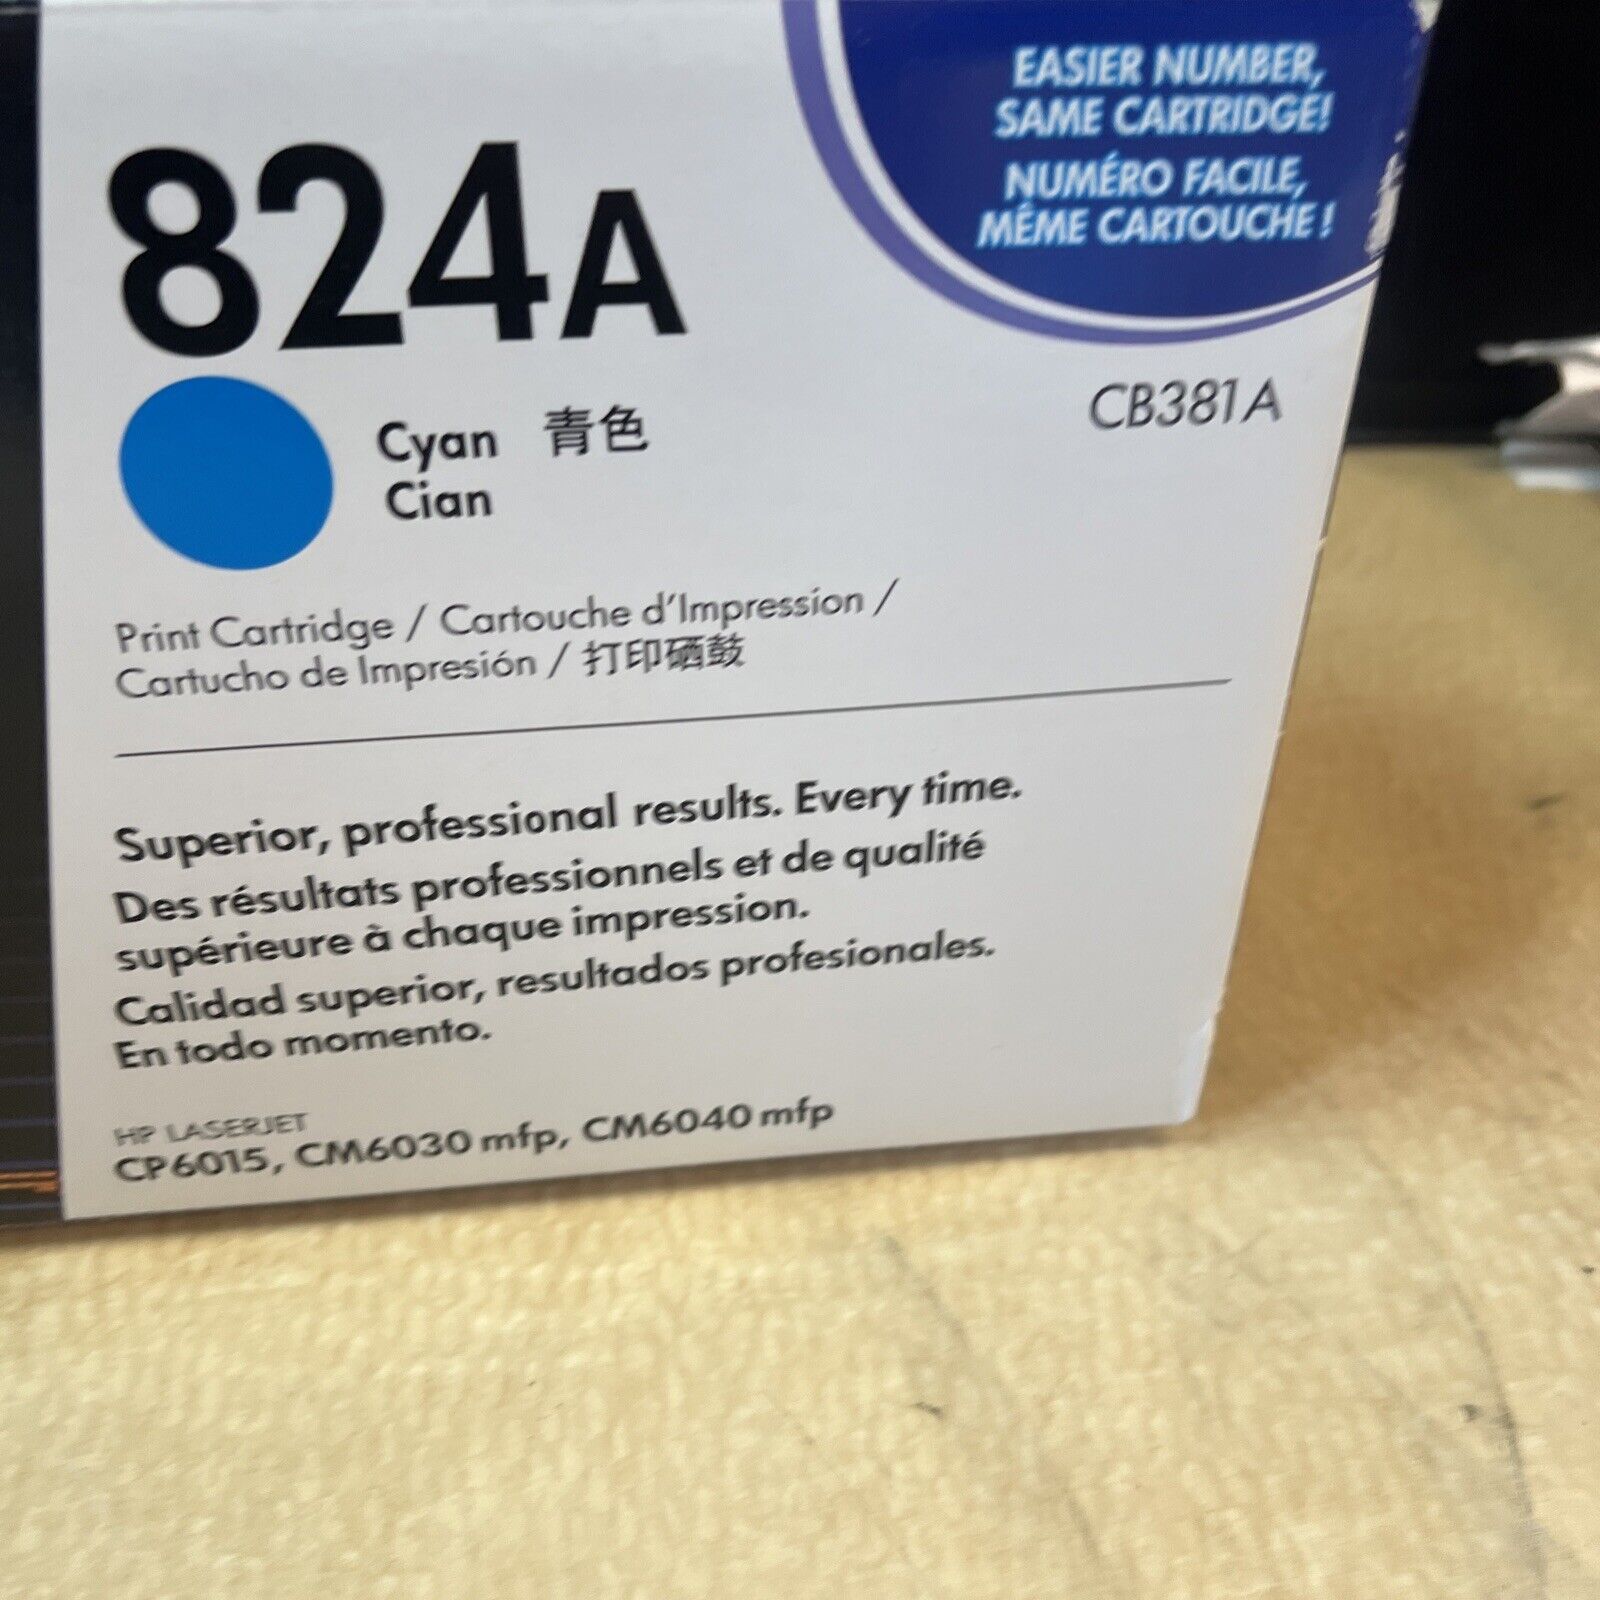 EASIER NUMBER,
SAME CARTRIDGE!
NUMÉRO FACILE,
MÊME CARTOUCHE !
824A
CB381A
Cyan 青色
Cian
Print Cartridge / Cartouche d'Impression /
Cartucho de Impresión / 打印硒鼓
Superior, professional results. Every time.
Des résultats professionnels et de qualité
supérieure à chaque impression.
Calidad superior, resultados profesionales.
En todo momento.
HP LASERJET
CP6015, CM6030 mfp, CM6040 mfp